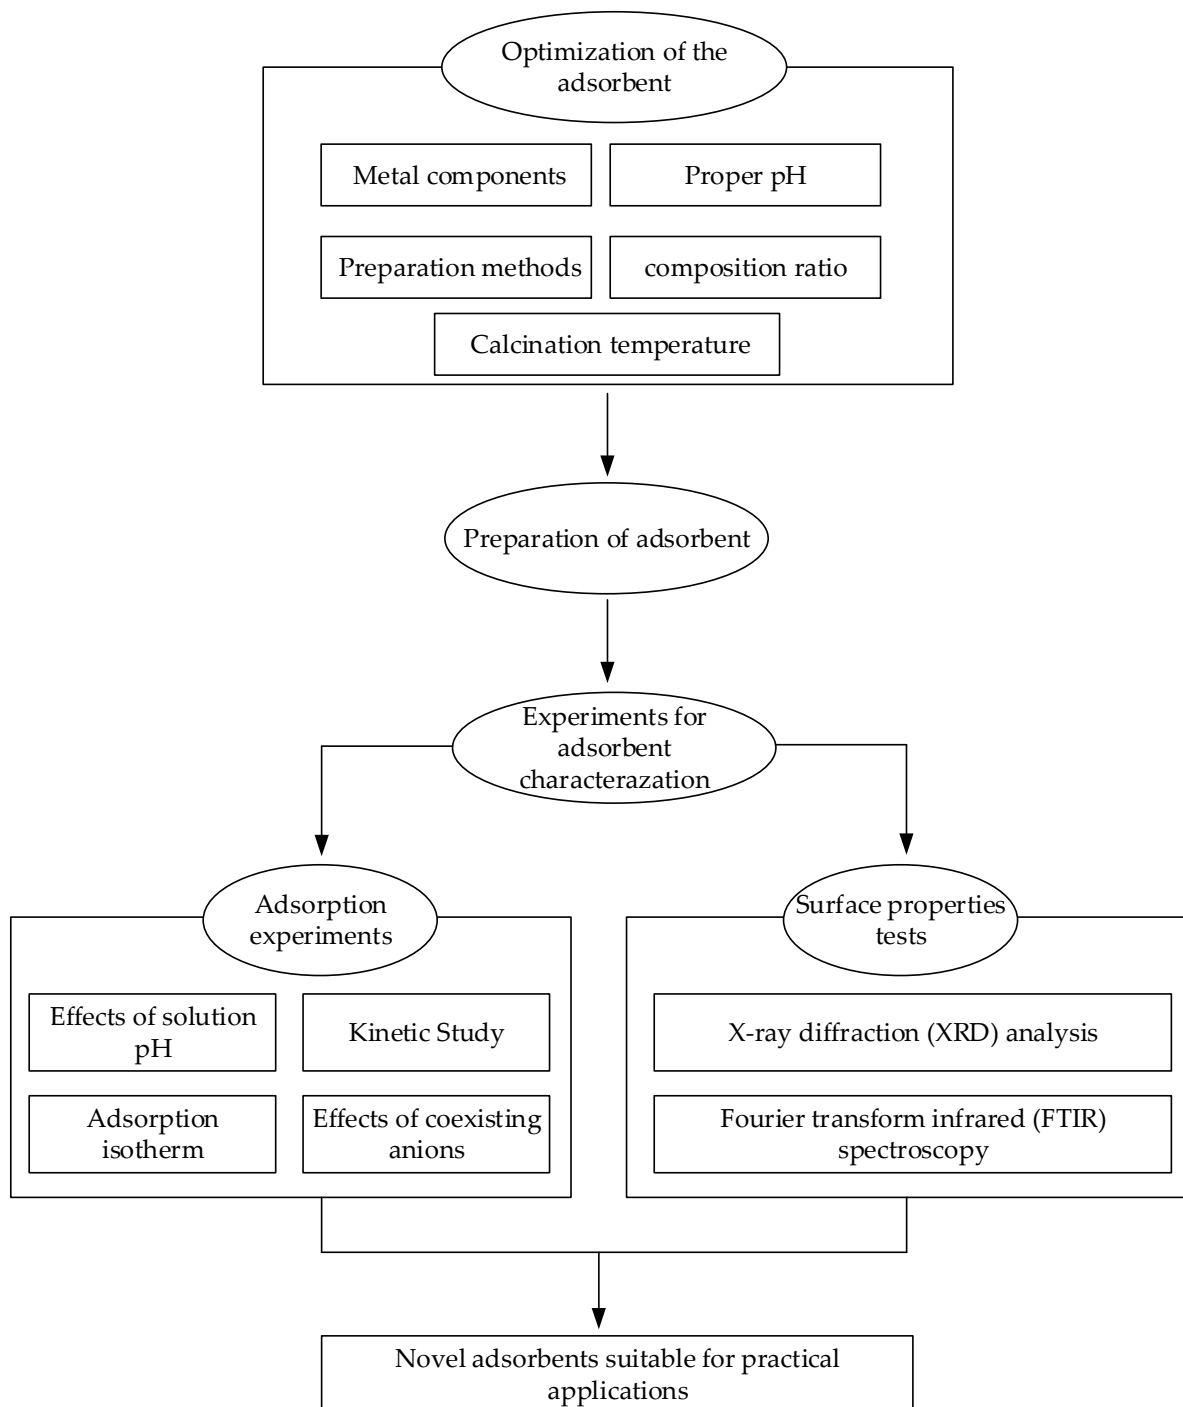 Optimization of the
adsorbent
Metal components
Proper pH
Preparation methods
composition ratio
Calcination temperature
Preparation of adsorbent
Experiments for
adsorbent
characterazation
Adsorption
experiments
Surface properties
tests
Effects of solution
pH
Kinetic Study
X-ray diffraction (XRD) analysis
Adsorption
isotherm
Effects of coexisting
anions
Fourier transform infrared (FTIR)
spectroscopy
Novel adsorbents suitable for practical
applications